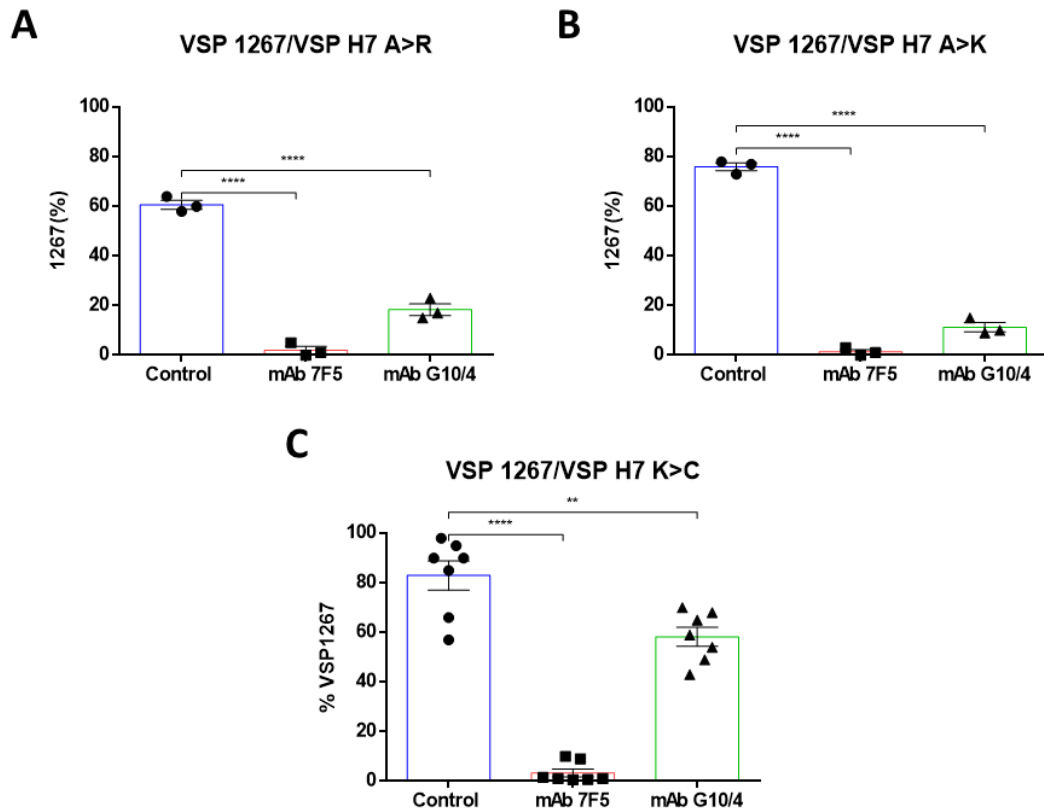 A
VSP 1267/VSP H7 A>R
1267(%)
100
80
60
40
20
0
****
****
Control
mAb 7F5
mAb G10/4
B
VSP 1267/VSP H7 A>K
1267(%)
100
80
60
40
20
0
****
****
Control
mAb 7F5
mAb G10/4
C
VSP 1267/VSP H7 K>C
% VSP1267
100
80
60
40
20
0
**
****
Control
mAb 7F5
mAb G10/4